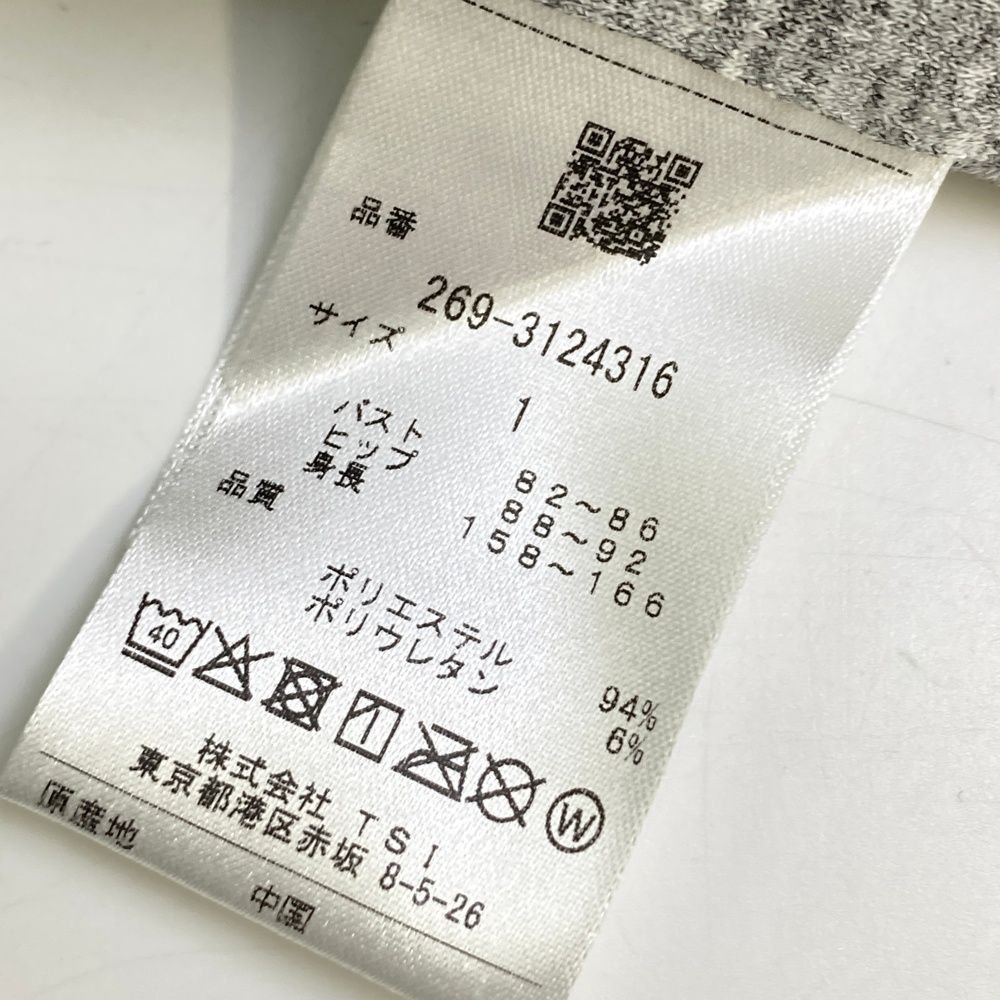 品番
269-3124316
サイズ
1
バスト 82~86
ヒップ 88~92
身長 158~166
品質
ポリエステル 94%
ポリウレタン 6%
40
W
株式会社 TSI
東京都港区赤坂 8-5-26
原産地
中国